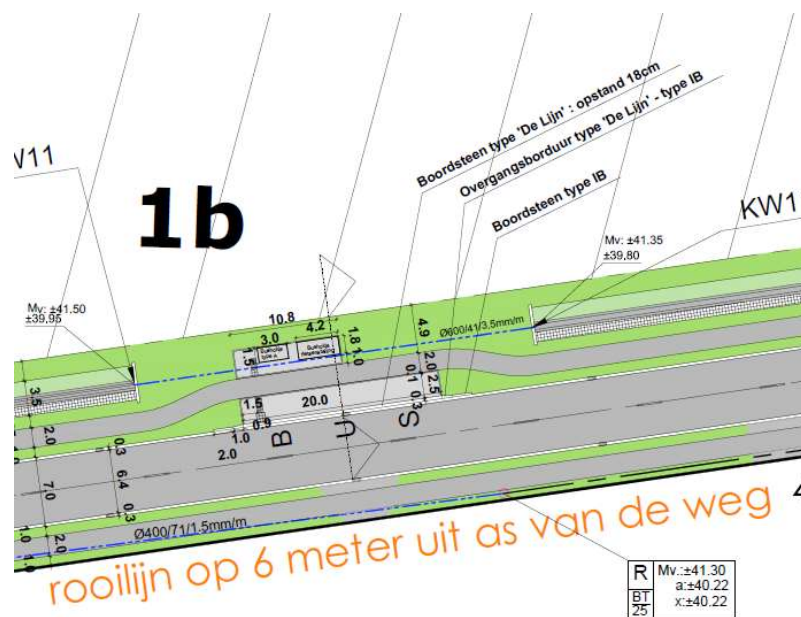 Boordsteen type 'De Lijn' : opstand 18cm
Overgangsborduur type 'De Lijn' - type IB
Boordsteen type IB
W11
1b
KW1
Mv: ±41.35
±39,80
Mv: ±41.50
±39,95
10.8
3.0
4.2
4.9
Ø600/41/3.5mm/m
1.8
1.0
1.5
2.0
0.1
2.5
0.3
3.5
2.0
1.5
20.0
0.9
1.0
2.0
B U S
0.3
6.4
0.3
7.0
1.0
2.0
1.0
Ø400/71/1.5mm/m
rooilijn op 6 meter uit as van de weg
R
BT
25
Mv.:±41.30
a:±40.22
x:±40.22